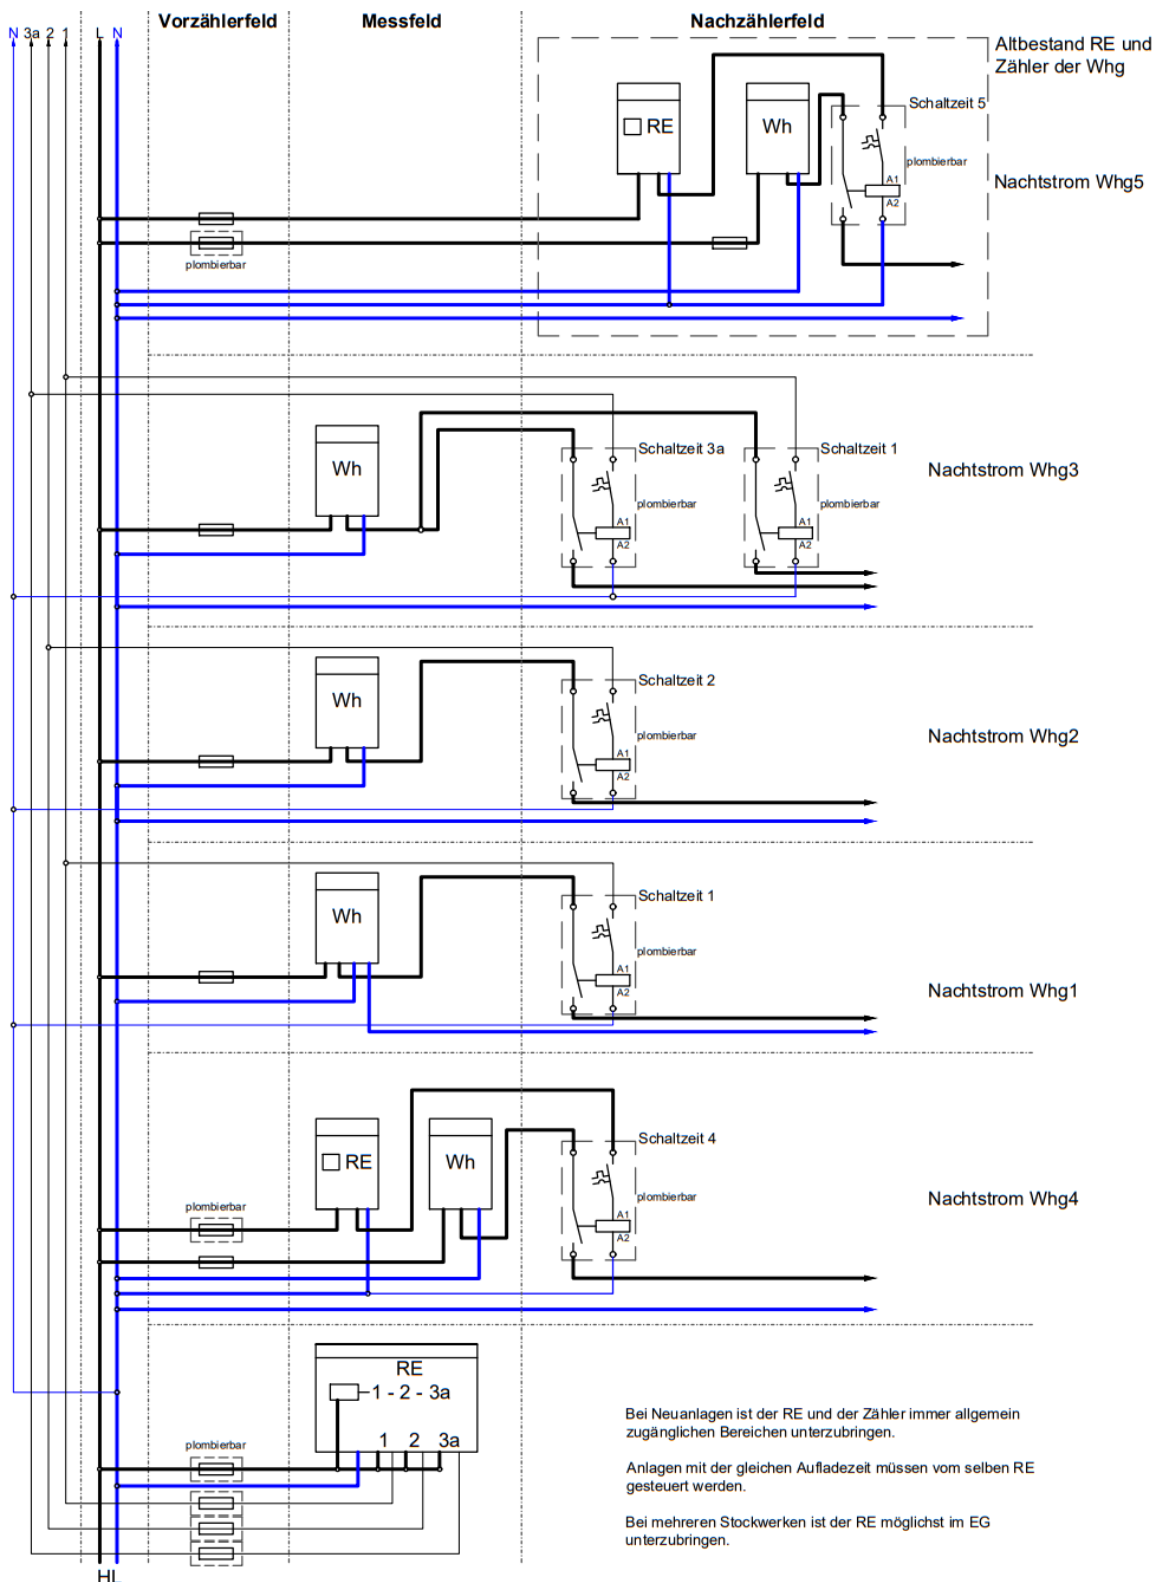 Vorzählerfeld Messfeld Nachzählerfeld
N 3a 2 1 L N
Altbestand RE und
Zähler der Whg
Schaltzeit 5
RE Wh
plombierbar
A1
A2
Nachtstrom Whg5
plombierbar
Schaltzeit 3a Schaltzeit 1
Wh
Nachtstrom Whg3
plombierbar plombierbar
A1 A1
A2 A2
Schaltzeit 2
Wh
plombierbar
Nachtstrom Whg2
A1
A2
Schaltzeit 1
Wh
plombierbar
A1
A2
Nachtstrom Whg1
Schaltzeit 4
RE Wh
plombierbar
Nachtstrom Whg4
plombierbar
A1
A2
RE
1 - 2 - 3a
1 2 3a
plombierbar
Bei Neuanlagen ist der RE und der Zähler immer allgemein
zugänglichen Bereichen unterzubringen.
Anlagen mit der gleichen Aufladezeit müssen vom selben RE
gesteuert werden.
Bei mehreren Stockwerken ist der RE möglichst im EG
unterzubringen.
HL